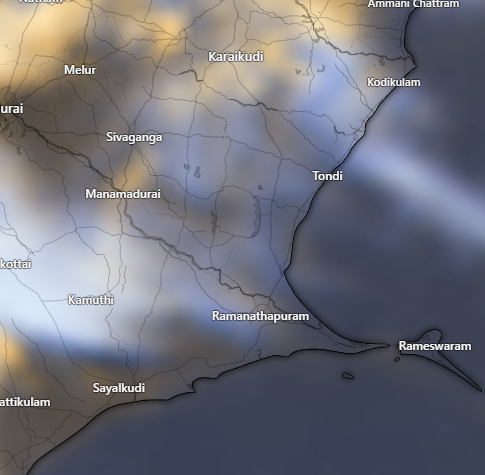 Ammani Chattram
Karaikudi
Melur
Kodikulam
urai
Sivaganga
Tondi
Manamadurai
kottai
Kamuthi
Ramanathapuram
Rameswaram
Sayalkudi
attikulam